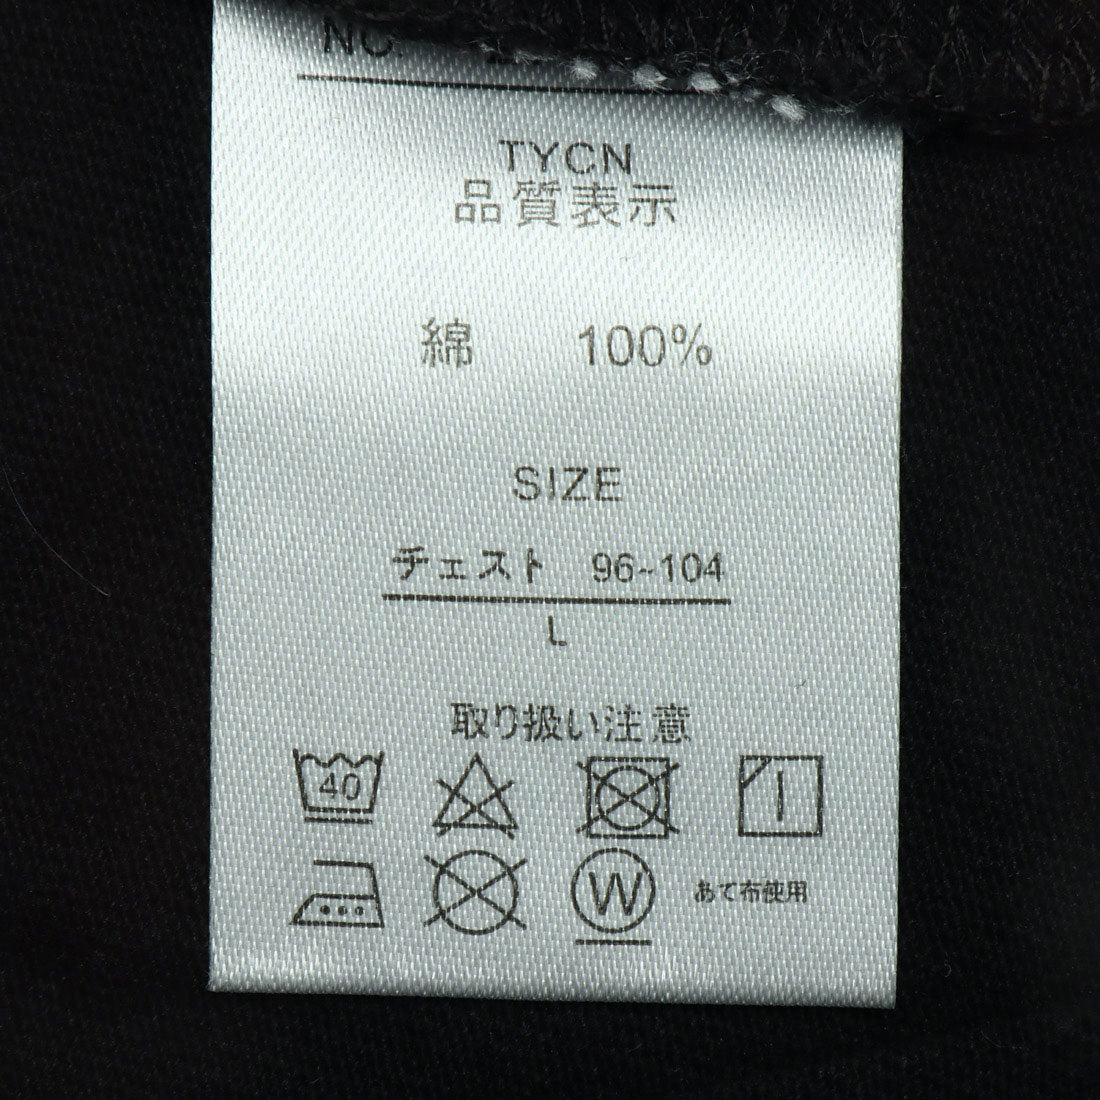 NO.
TYCN
品質表示
綿 100%
SIZE
チェスト 96~104
L
取り扱い注意
40
W あて布使用